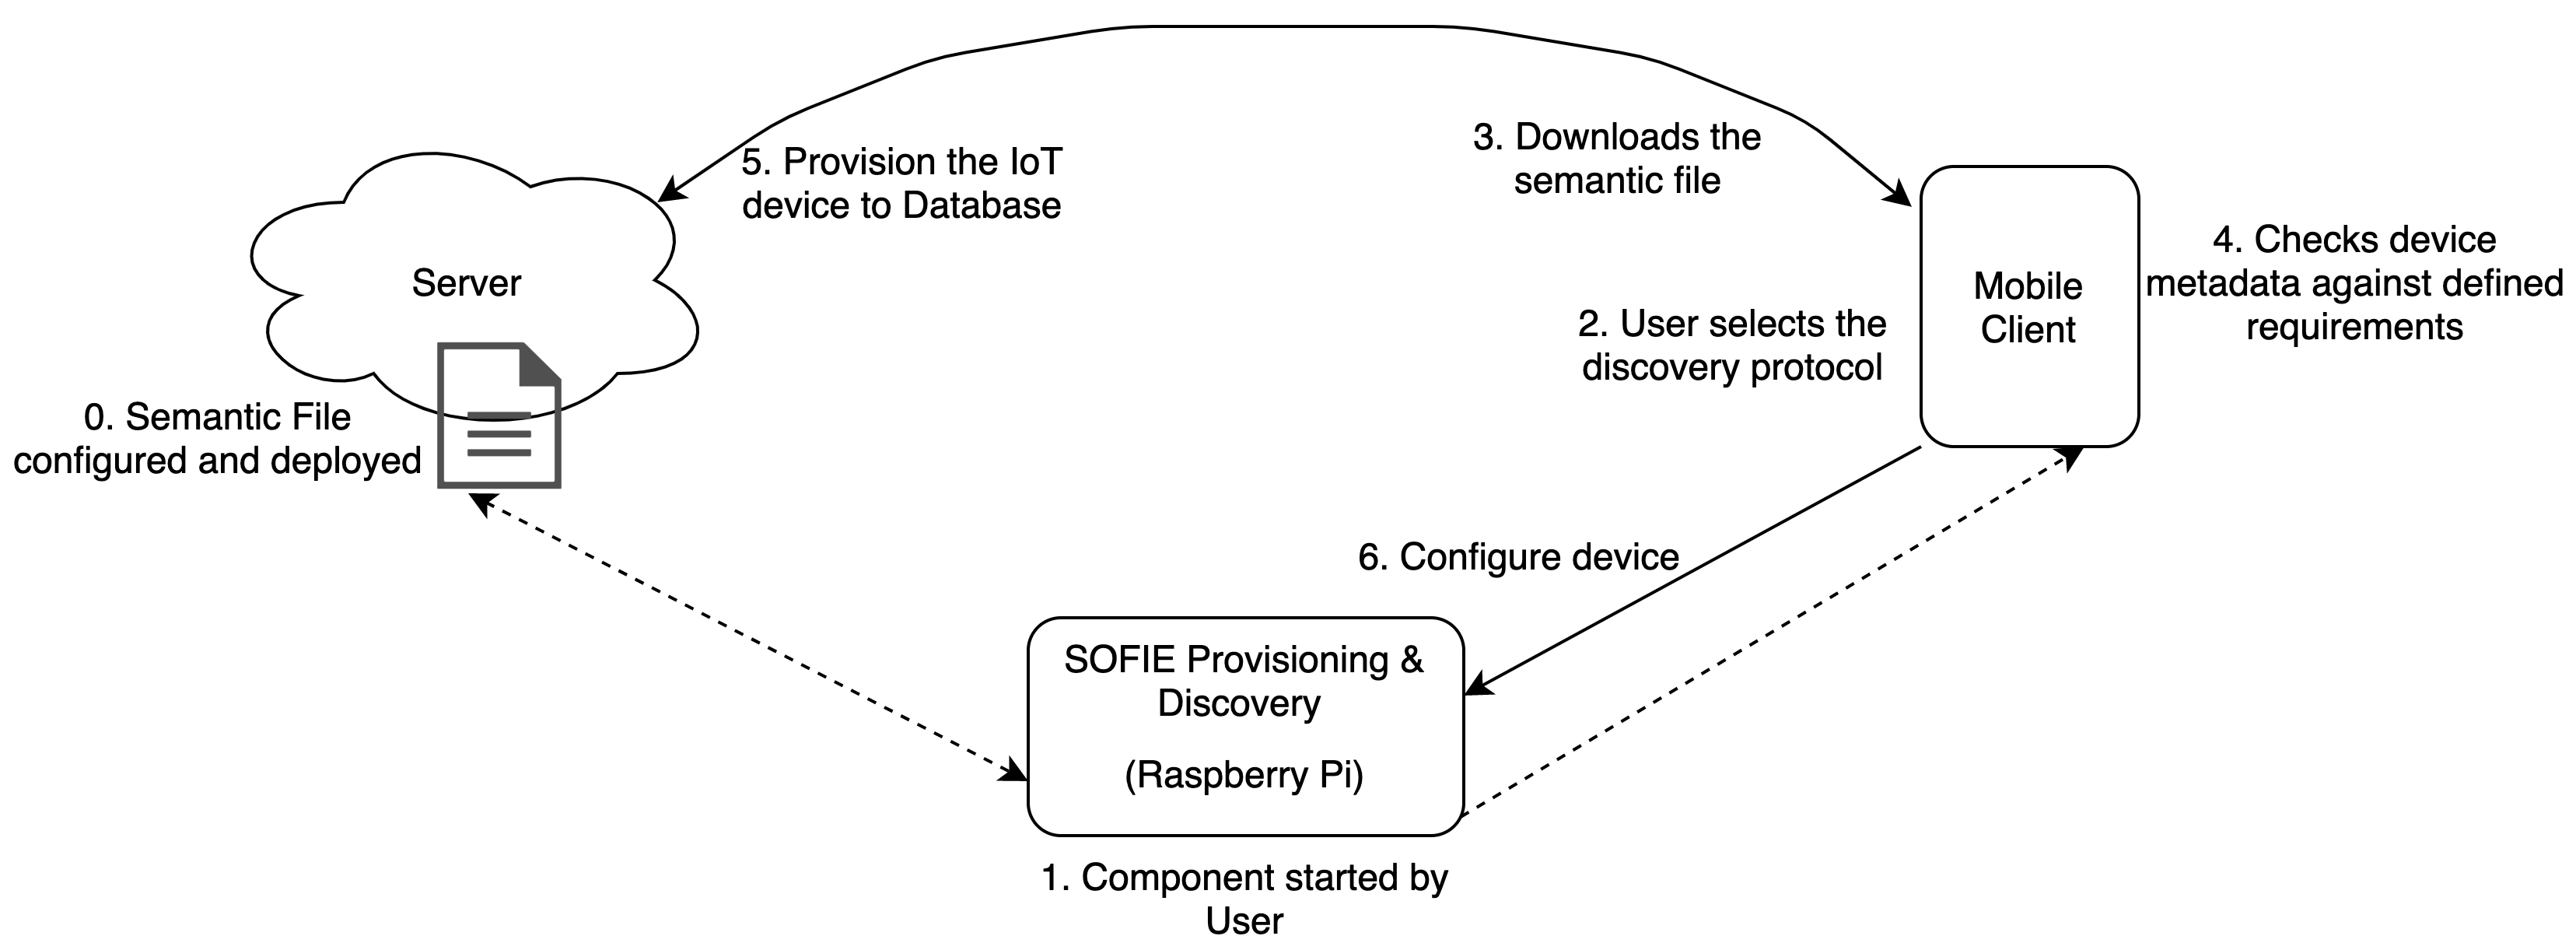 3. Downloads the
semantic file
5. Provision the IoT
device to Database
4. Checks device
metadata against defined
requirements
Server
Mobile
Client
2. User selects the
discovery protocol
0. Semantic File
configured and deployed
6. Configure device
SOFIE Provisioning &
Discovery
(Raspberry Pi)
1. Component started by
User